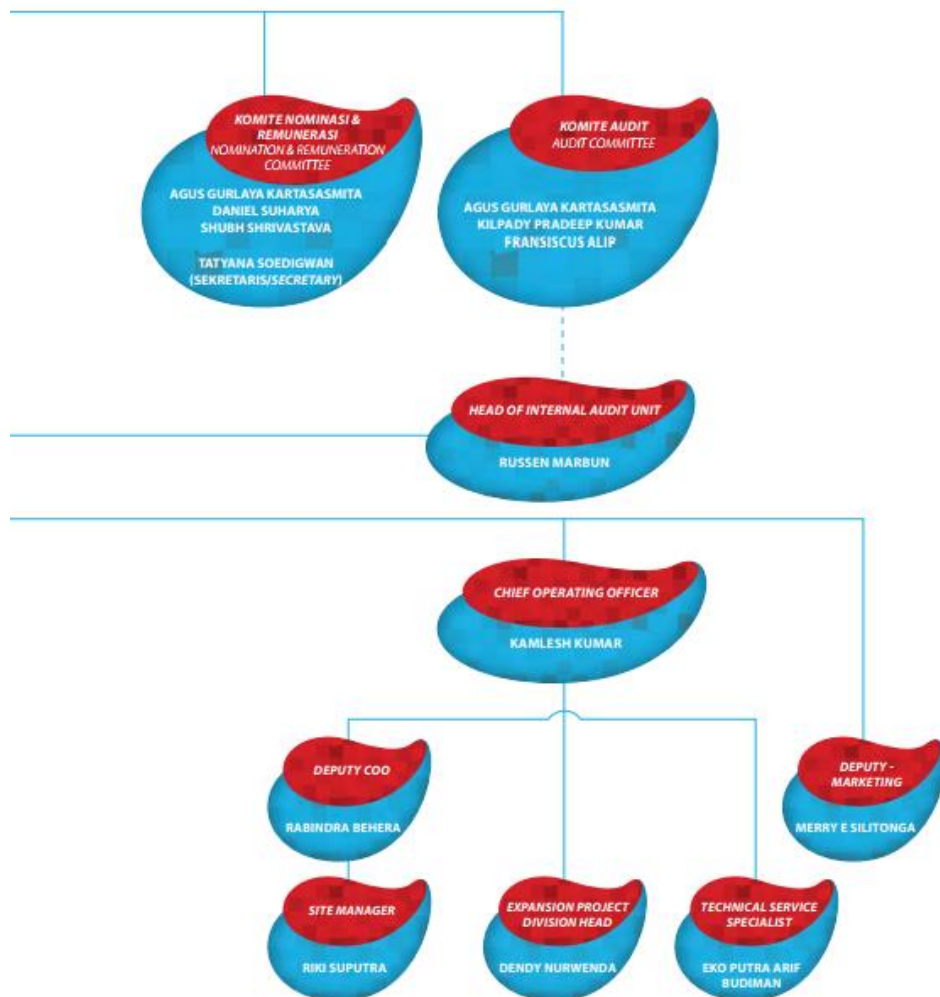 KOMITE NOMINASI &
REMUNERASI
NOMINATION & REMUNERATION
COMMITTEE
AGUS GURLAYA KARTASASMITA
DANIEL SUHARYA
SHUBH SHRIVASTAVA
TATYANA SOEDIGWAN
(SEKRETARIS/SECRETARY)
KOMITE AUDIT
AUDIT COMMITTEE
AGUS GURLAYA KARTASASMITA
KILPADY PRADEEP KUMAR
FRANSISCUS ALIP
HEAD OF INTERNAL AUDIT UNIT
RUSSEN MARBUN
CHIEF OPERATING OFFICER
KAMLESH KUMAR
DEPUTY COO
RABINDRA BEHERA
DEPUTY -
MARKETING
MERRY E SILITONGA
SITE MANAGER
RIKI SUPUTRA
EXPANSION PROJECT
DIVISION HEAD
DENDY NURWENDA
TECHNICAL SERVICE
SPECIALIST
EKO PUTRA ARIF
BUDIMAN